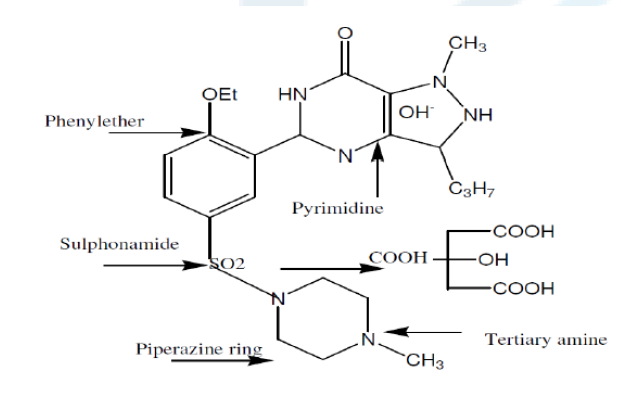 O
CH3
OEt
HN
N
OH-
NH
Phenylether
N
C3H7
Pyrimidine
COOH
Sulphonamide
SO2
COOH
OH
COOH
N
N
Tertiary amine
Piperazine ring
CH3